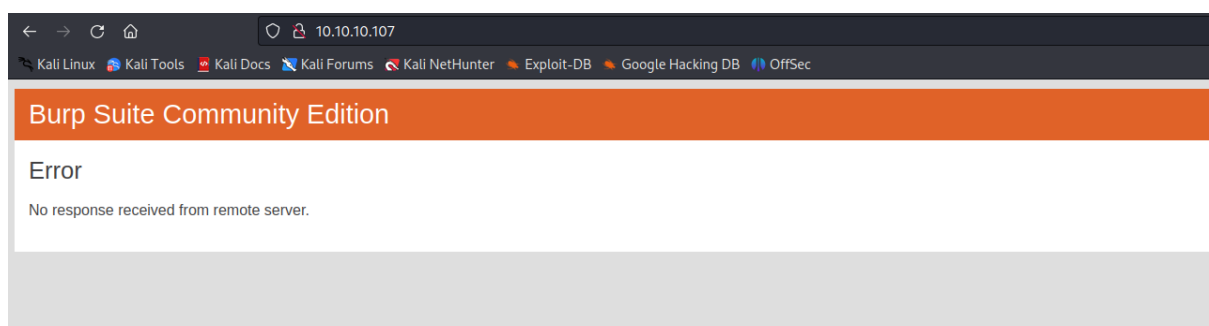 10.10.10.107
Kali Linux Kali Tools Kali Docs Kali Forums Kali NetHunter Exploit-DB Google Hacking DB OffSec
Burp Suite Community Edition
Error
No response received from remote server.